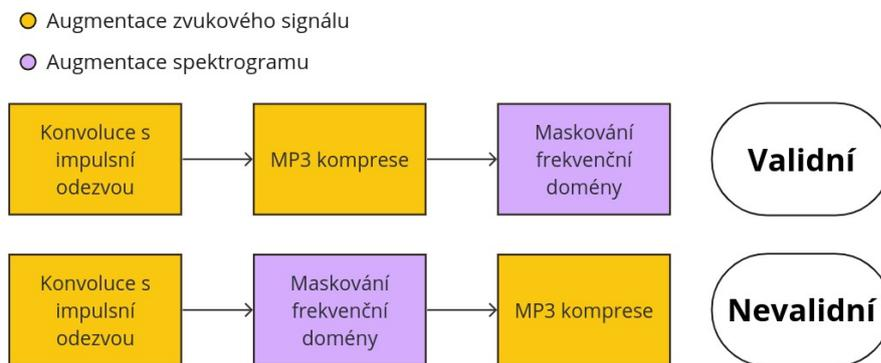 Augmentace zvukového signálu
Augmentace spektrogramu
Konvoluce s
impulsní
odezvou
MP3 komprese
Maskování
frekvenční
domény
Validní
Konvoluce s
impulsní
odezvou
Maskování
frekvenční
domény
MP3 komprese
Nevalidní